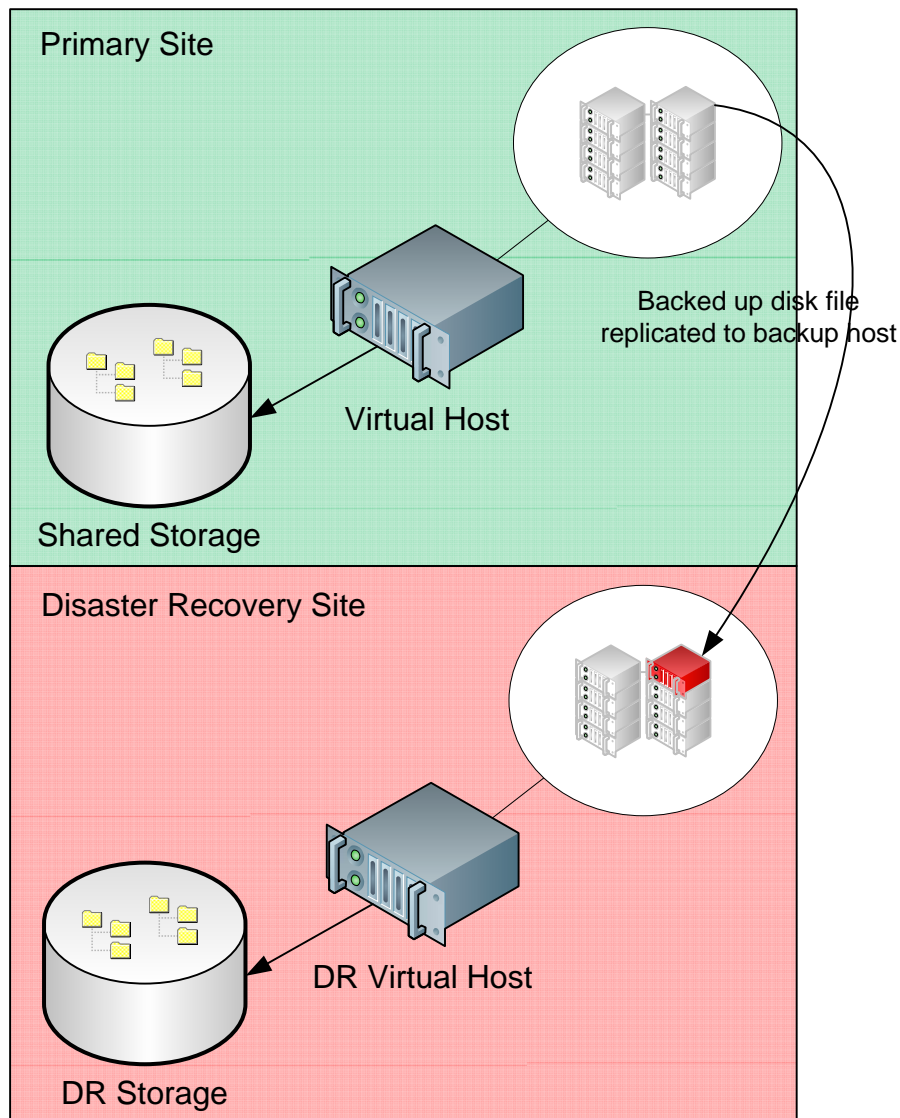 Primary Site
Backed up disk file
replicated to backup host
Virtual Host
Shared Storage
Disaster Recovery Site
DR Virtual Host
DR Storage